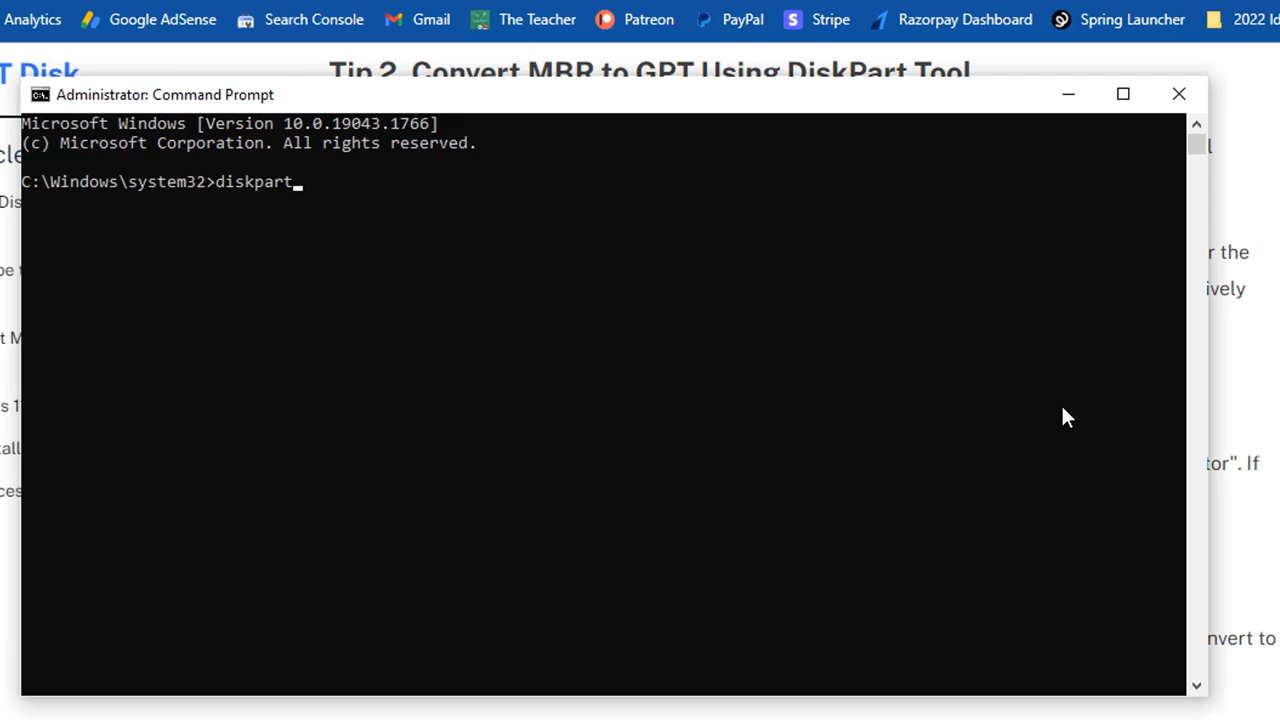 Analytics Google AdSense Search Console Gmail The Teacher Patreon PayPal Stripe Razorpay Dashboard Spring Launcher 2022
T Disk
Tip 2. Convert MBR to GPT Using DiskPart Tool
Administrator: Command Prompt
Microsoft Windows [Version 10.0.19043.1766]
(c) Microsoft Corporation. All rights reserved.
C:\Windows\system32>diskpart
r the
ively
tor". If
nvert to